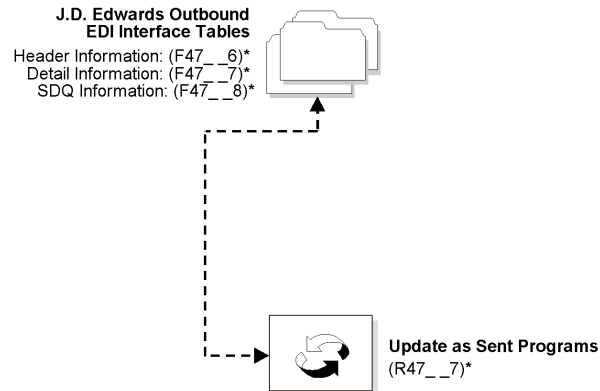 J.D. Edwards Outbound
EDI Interface Tables
Header Information: (F47_ _6)*
Detail Information: (F47_ _7)*
SDQ Information: (F47_ _8)*
Update as Sent Programs
(R47_ _7)*